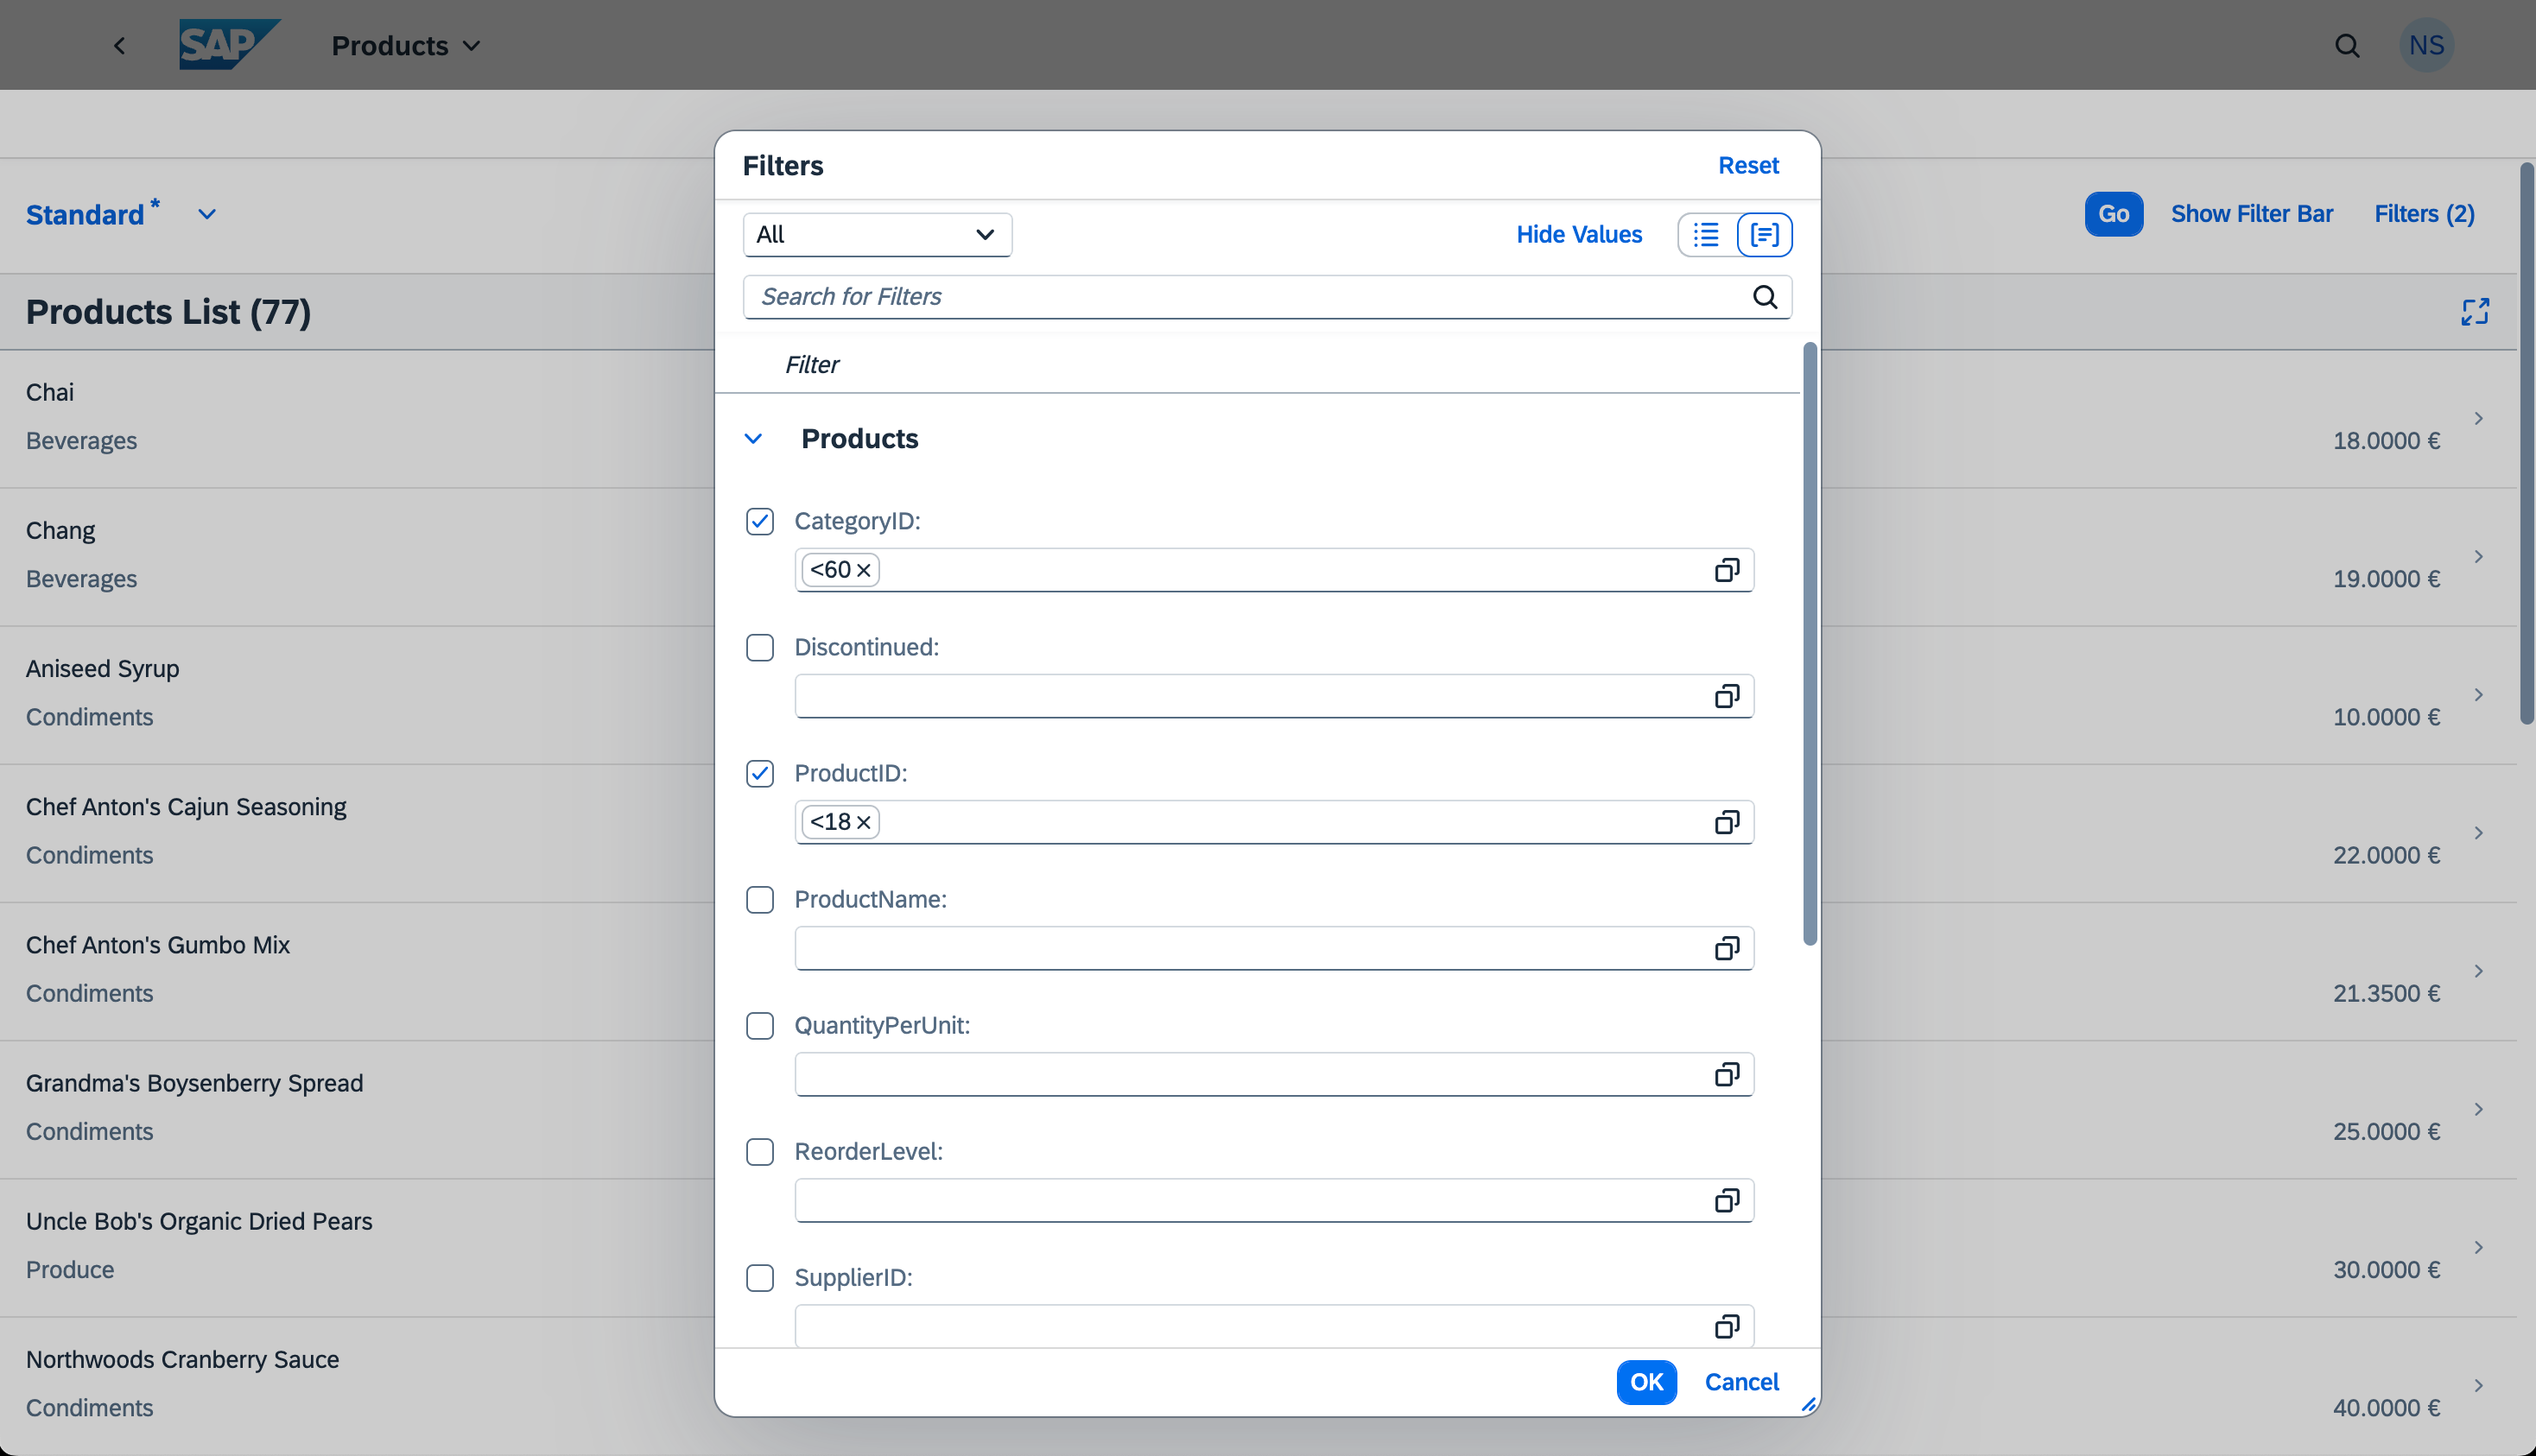 SAP Products NS
Standard * Go Show Filter Bar Filters (2)
Products List (77)
Chai
Beverages
18.0000 €
Chang
Beverages
19.0000 €
Aniseed Syrup
Condiments
10.0000 €
Chef Anton's Cajun Seasoning
Condiments
22.0000 €
Chef Anton's Gumbo Mix
Condiments
21.3500 €
Grandma's Boysenberry Spread
Condiments
25.0000 €
Uncle Bob's Organic Dried Pears
Produce
30.0000 €
Northwoods Cranberry Sauce
Condiments
40.0000 €
Filters Reset
All Hide Values
Search for Filters
Filter
Products
CategoryID:
<60
Discontinued:
ProductID:
<18
ProductName:
QuantityPerUnit:
ReorderLevel:
SupplierID:
OK Cancel